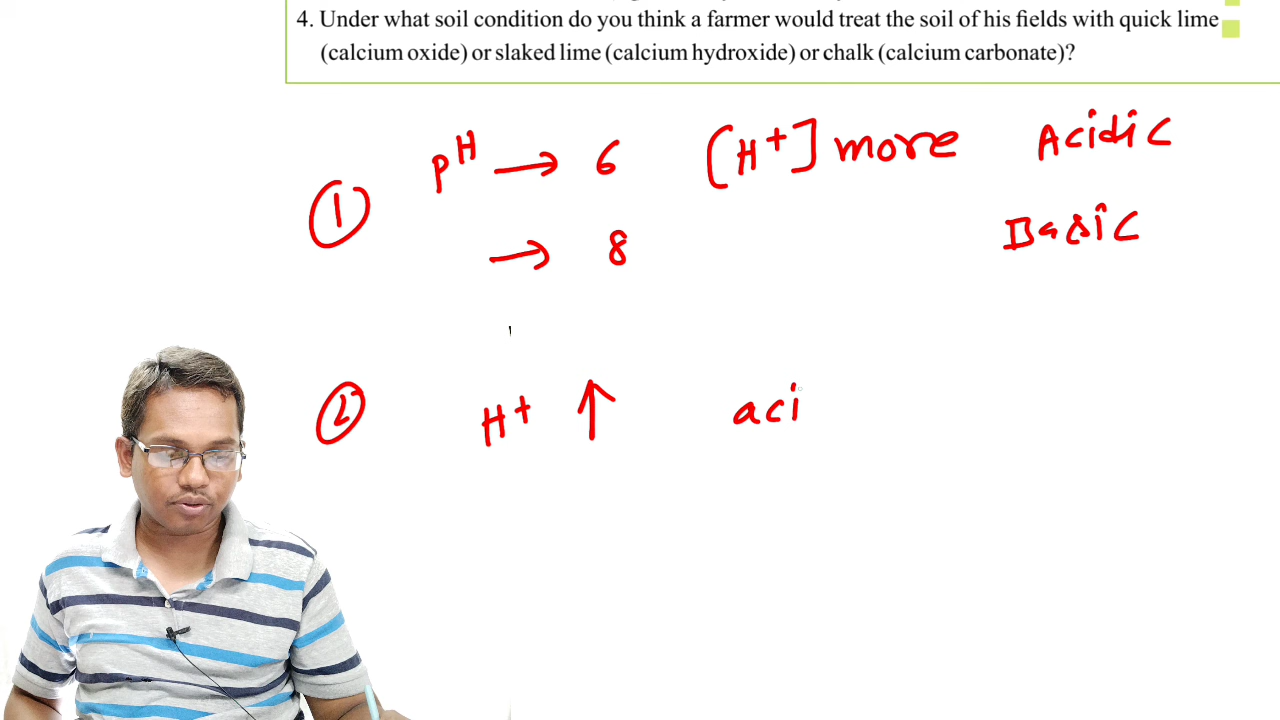 4. Under what soil condition do you think a farmer would treat the soil of his fields with quick lime
(calcium oxide) or slaked lime (calcium hydroxide) or chalk (calcium carbonate)?
① pH → 6 [H+] more Acidic
→ 8 Basic
② H+ ↑ aci